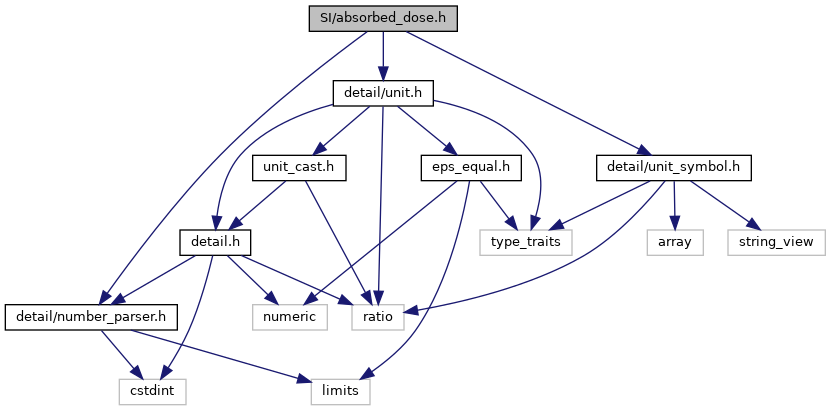 SI/absorbed_dose.h
detail/unit.h
unit_cast.h
eps_equal.h
detail/unit_symbol.h
detail.h
type_traits
array
string_view
detail/number_parser.h
numeric
ratio
cstdint
limits